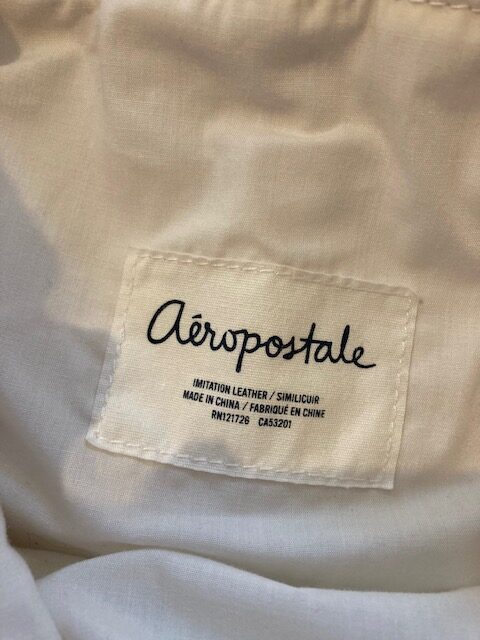 aéropostale
IMITATION LEATHER / SIMILICUIR
MADE IN CHINA / FABRIQUÉ EN CHINE
RN121726 CA53201